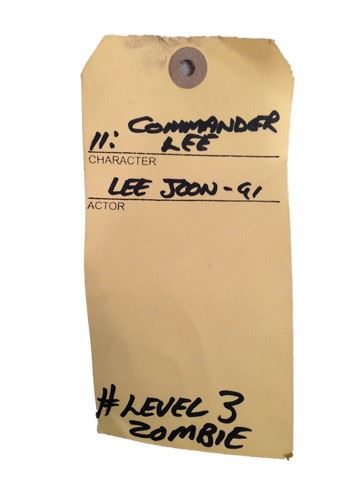 11: COMMANDER
LEE
CHARACTER
LEE JOON-GI
ACTOR
# LEVEL 3
ZOMBIE